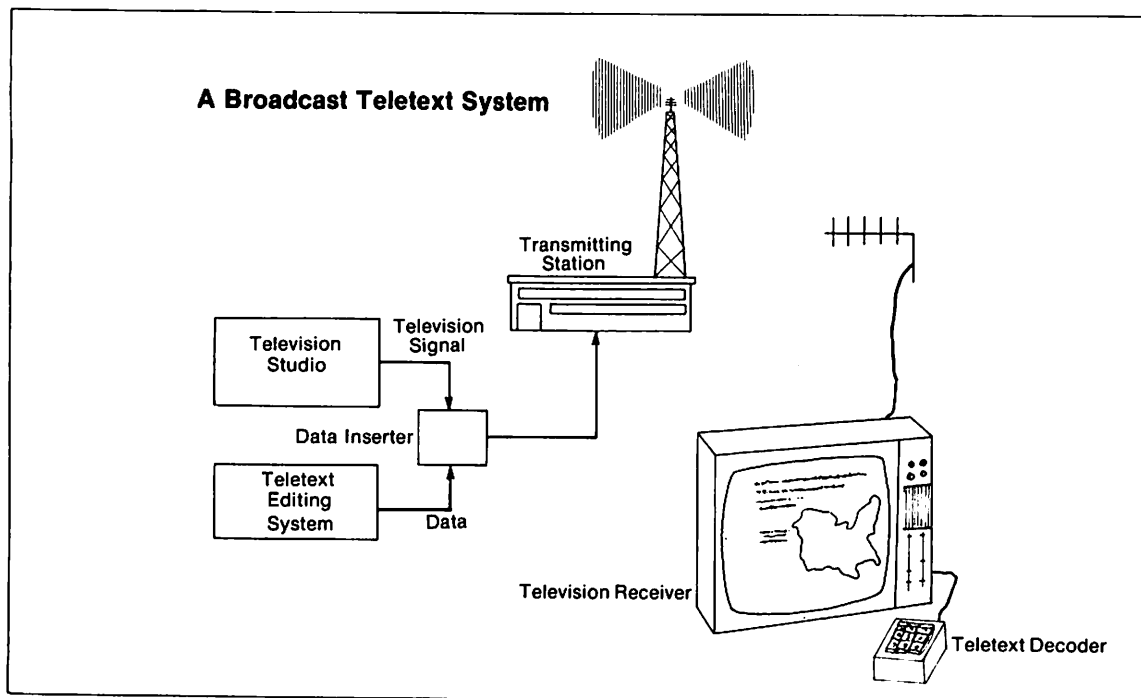 A Broadcast Teletext System
Transmitting
Station
Television
Studio
Television
Signal
Data Inserter
Teletext
Editing
System
Data
Television Receiver
Teletext Decoder